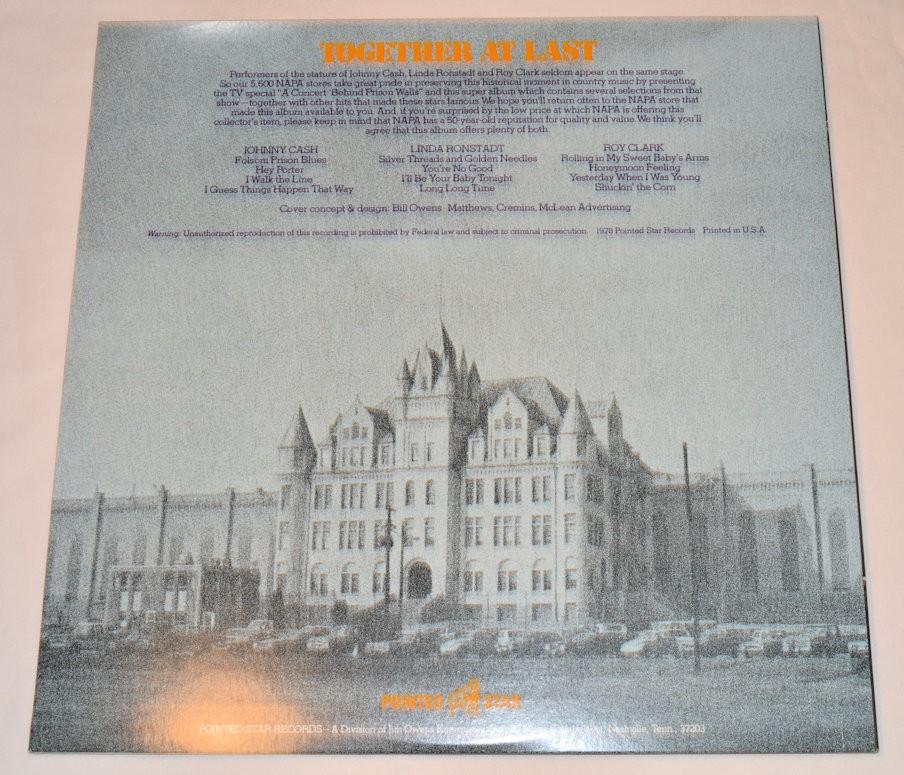 TOGETHER AT LAST
Performers of the stature of Johnny Cash, Linda Ronstadt and Roy Clark seldom appear on the same stage.
So our 5,600 NAPA stores take great pride in preserving this historical moment in country music by presenting
the TV special "A Concert Behind Prison Walls" and this super album which contains several selections from that
show—together with other hits that made these stars famous. We hope you'll return often to the NAPA store that
made this album available to you. And, if you're surprised by the low price at which NAPA is offering this
collector's item, please keep in mind that NAPA has a 50-year-old reputation for quality and value. We think you'll
agree that this album offers plenty of both.
JOHNNY CASH LINDA RONSTADT ROY CLARK
Folsom Prison Blues Silver Threads and Golden Needles Rolling in My Sweet Baby's Arms
Hey Porter You're No Good Honeymoon Feeling
I Walk the Line I'll Be Your Baby Tonight Yesterday When I Was Young
I Guess Things Happen That Way Long Long Time Shuckin' the Corn
Cover concept & design: Bill Owens Matthews, Cremins, McLean Advertising
Warning: Unauthorized reproduction of this recording is prohibited by Federal law and subject to criminal prosecution. 1978 Pointed Star Records Printed in U.S.A.
POINTED STAR
POINTED STAR RECORDS—A Division of Jim Owens Nashville, Tenn., 37203